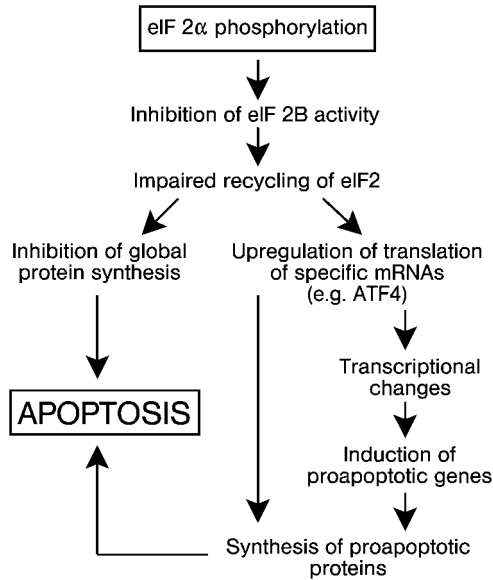 eIF 2α phosphorylation
Inhibition of eIF 2B activity
Impaired recycling of eIF2
Inhibition of global
protein synthesis
Upregulation of translation
of specific mRNAs
(e.g. ATF4)
Transcriptional
changes
APOPTOSIS
Induction of
proapoptotic genes
Synthesis of proapoptotic
proteins